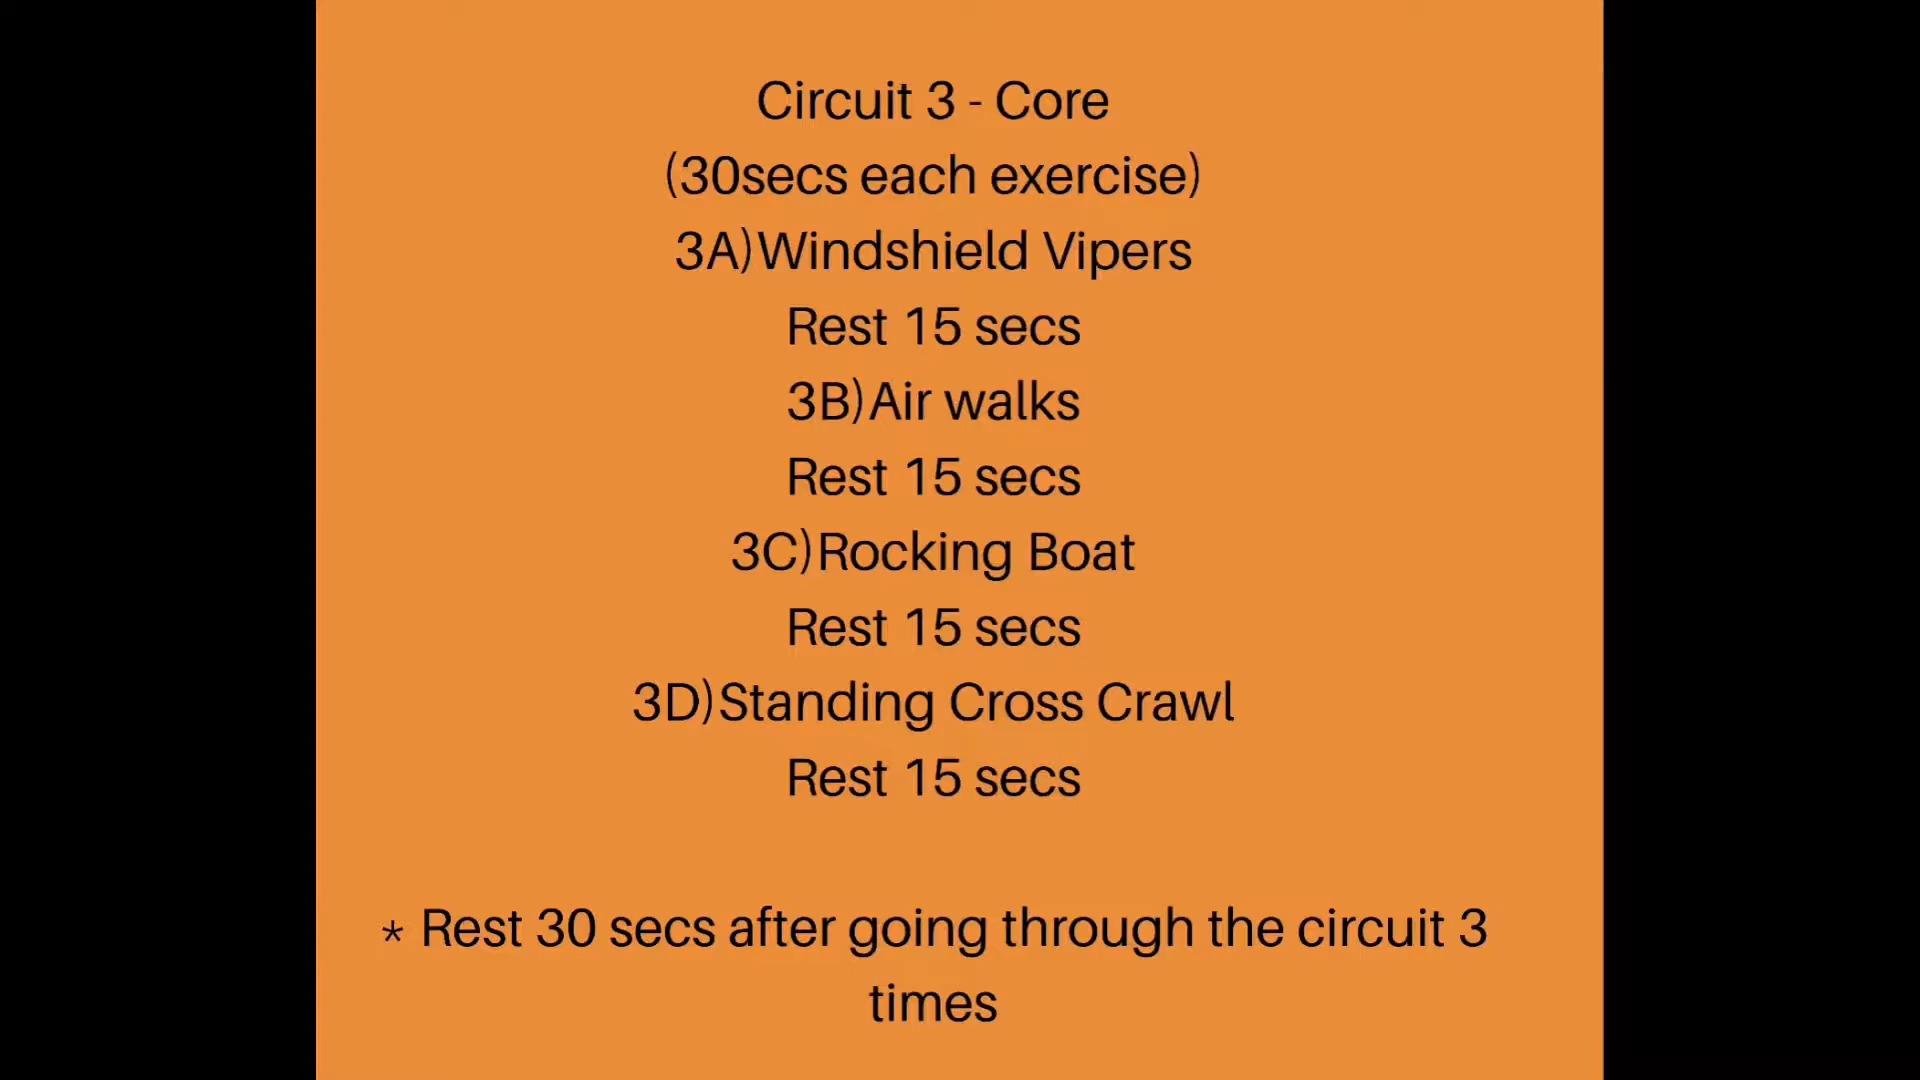 Circuit 3 - Core
(30secs each exercise)
3A)Windshield Vipers
Rest 15 secs
3B)Air walks
Rest 15 secs
3C)Rocking Boat
Rest 15 secs
3D)Standing Cross Crawl
Rest 15 secs
* Rest 30 secs after going through the circuit 3
times